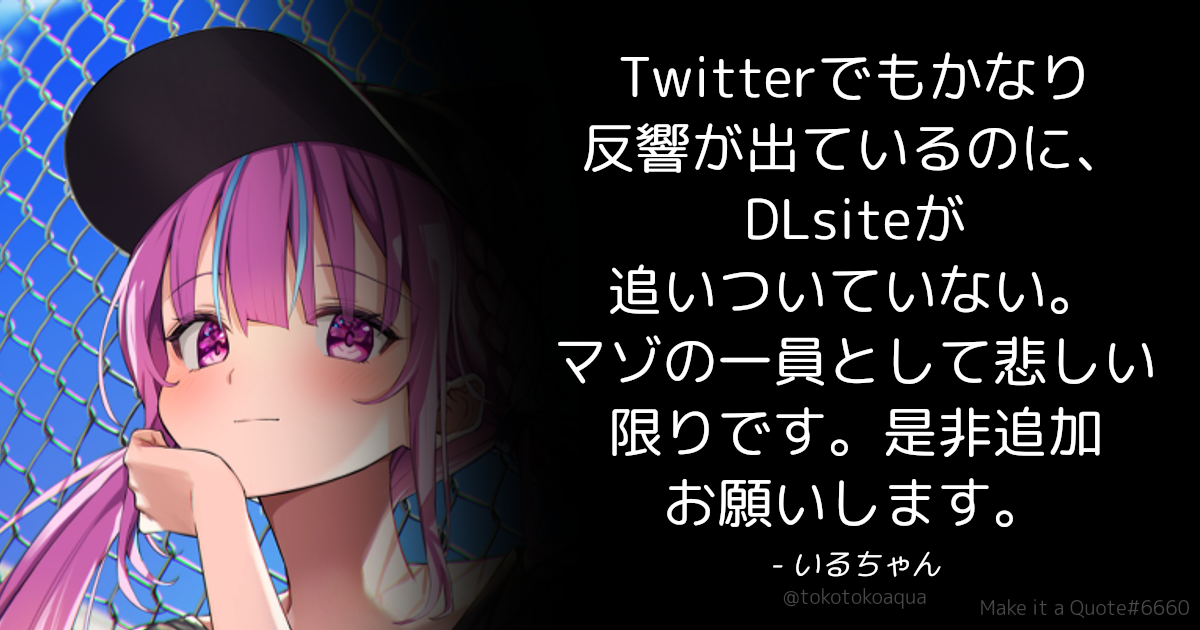 Twitterでもかなり
反響が出ているのに、
DLsiteが
追いついていない。
マゾの一員として悲しい
限りです。是非追加
お願いします。
- いるちゃん
@tokotokoaqua
Make it a Quote#6660